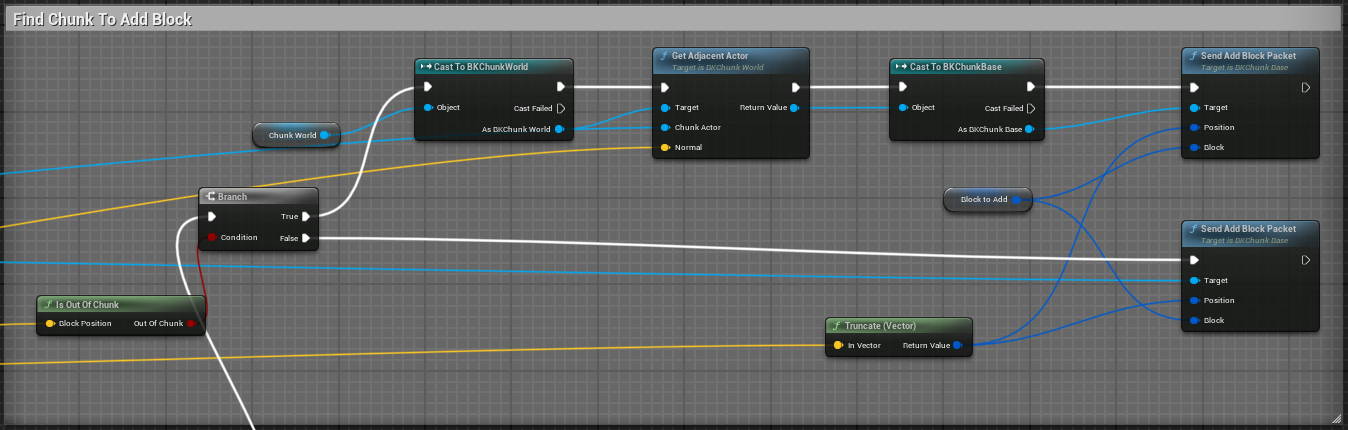 Find Chunk To Add Block
Cast To BKChunkWorld
Object
Cast Failed
As BKChunk World
Get Adjacent Actor
Target is BKChunk World
Target
Return Value
Chunk Actor
Normal
Cast To BKChunkBase
Object
Cast Failed
As BKChunk Base
Send Add Block Packet
Target is BKChunk Base
Target
Position
Block
Chunk World
Branch
True
Condition
False
Block to Add
Send Add Block Packet
Target is BKChunk Base
Target
Position
Block
Is Out Of Chunk
Block Position
Out Of Chunk
Truncate (Vector)
In Vector
Return Value